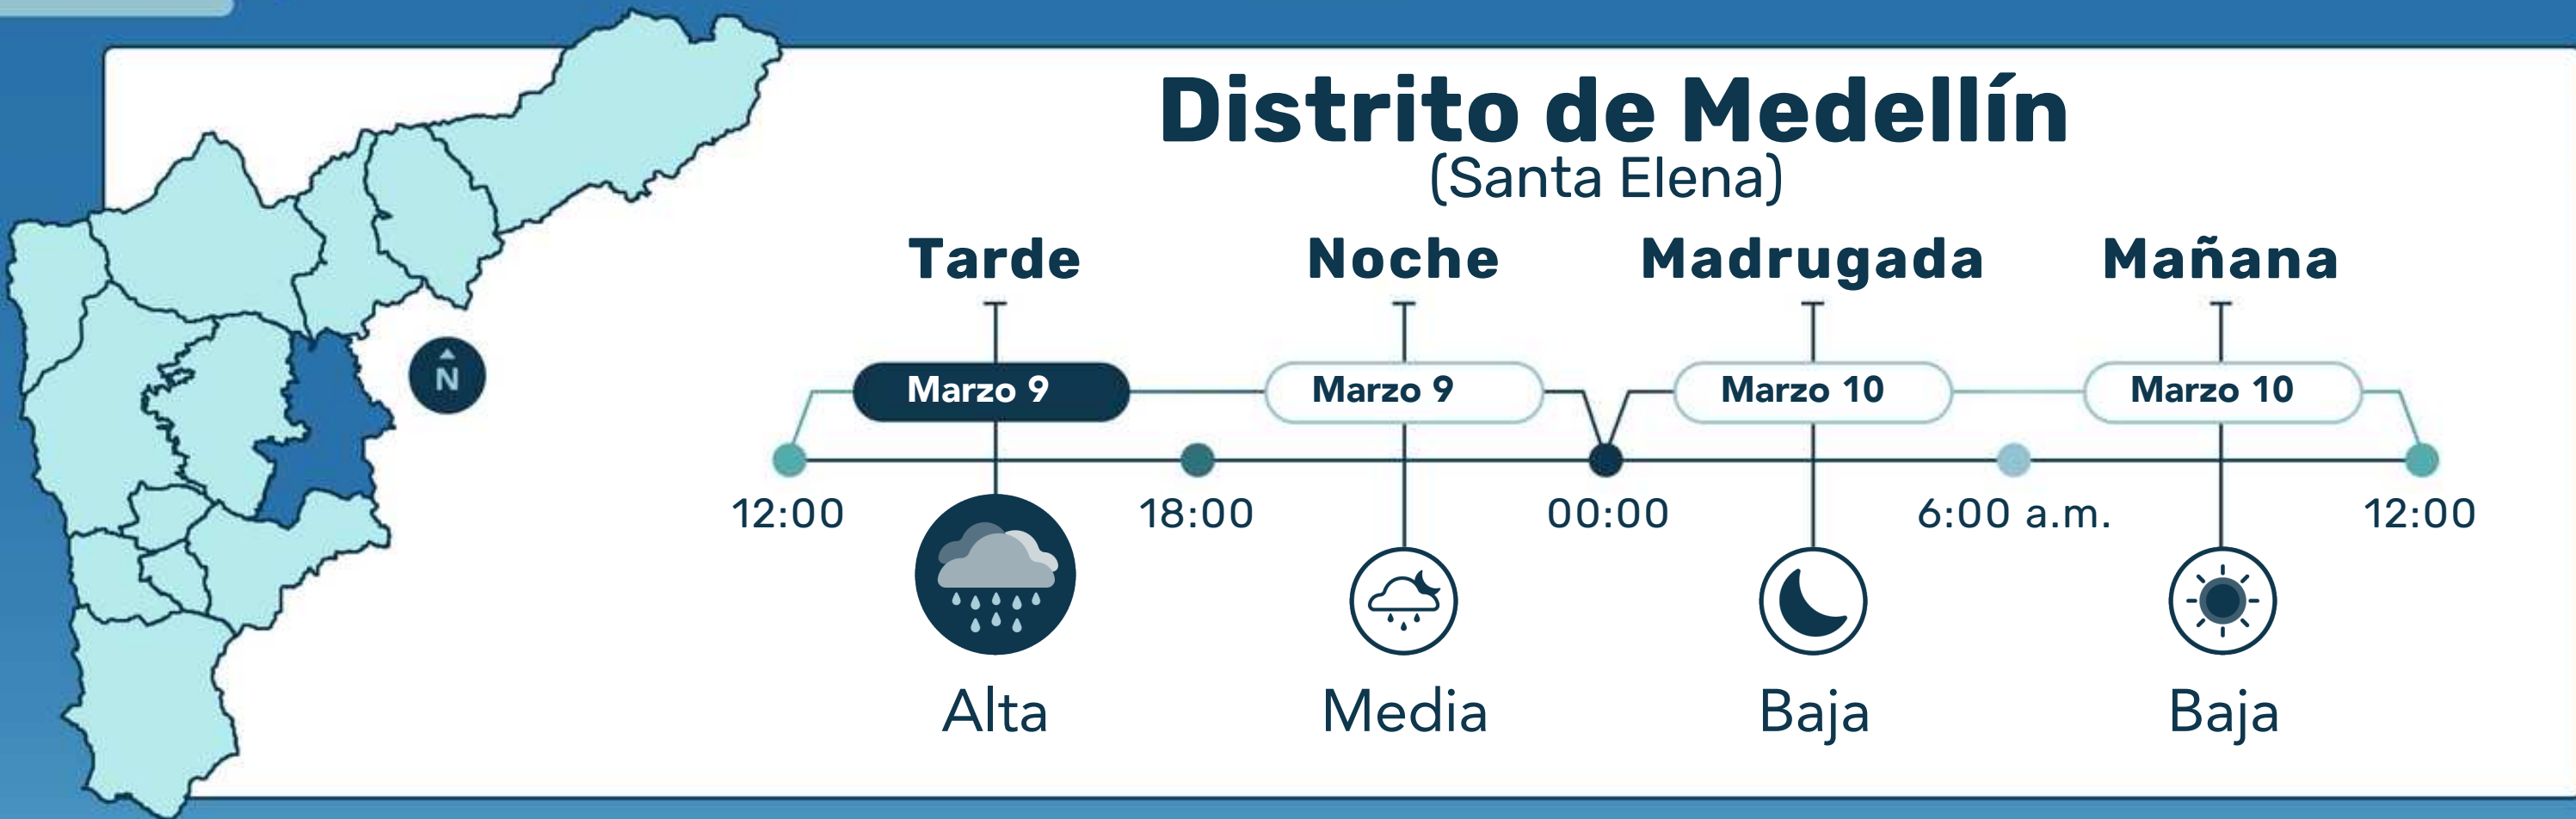 Distrito de Medellín
(Santa Elena)
Tarde Noche Madrugada Mañana
N
Marzo 9 Marzo 9 Marzo 10 Marzo 10
12:00 18:00 00:00 6:00 a.m. 12:00
Alta Media Baja Baja